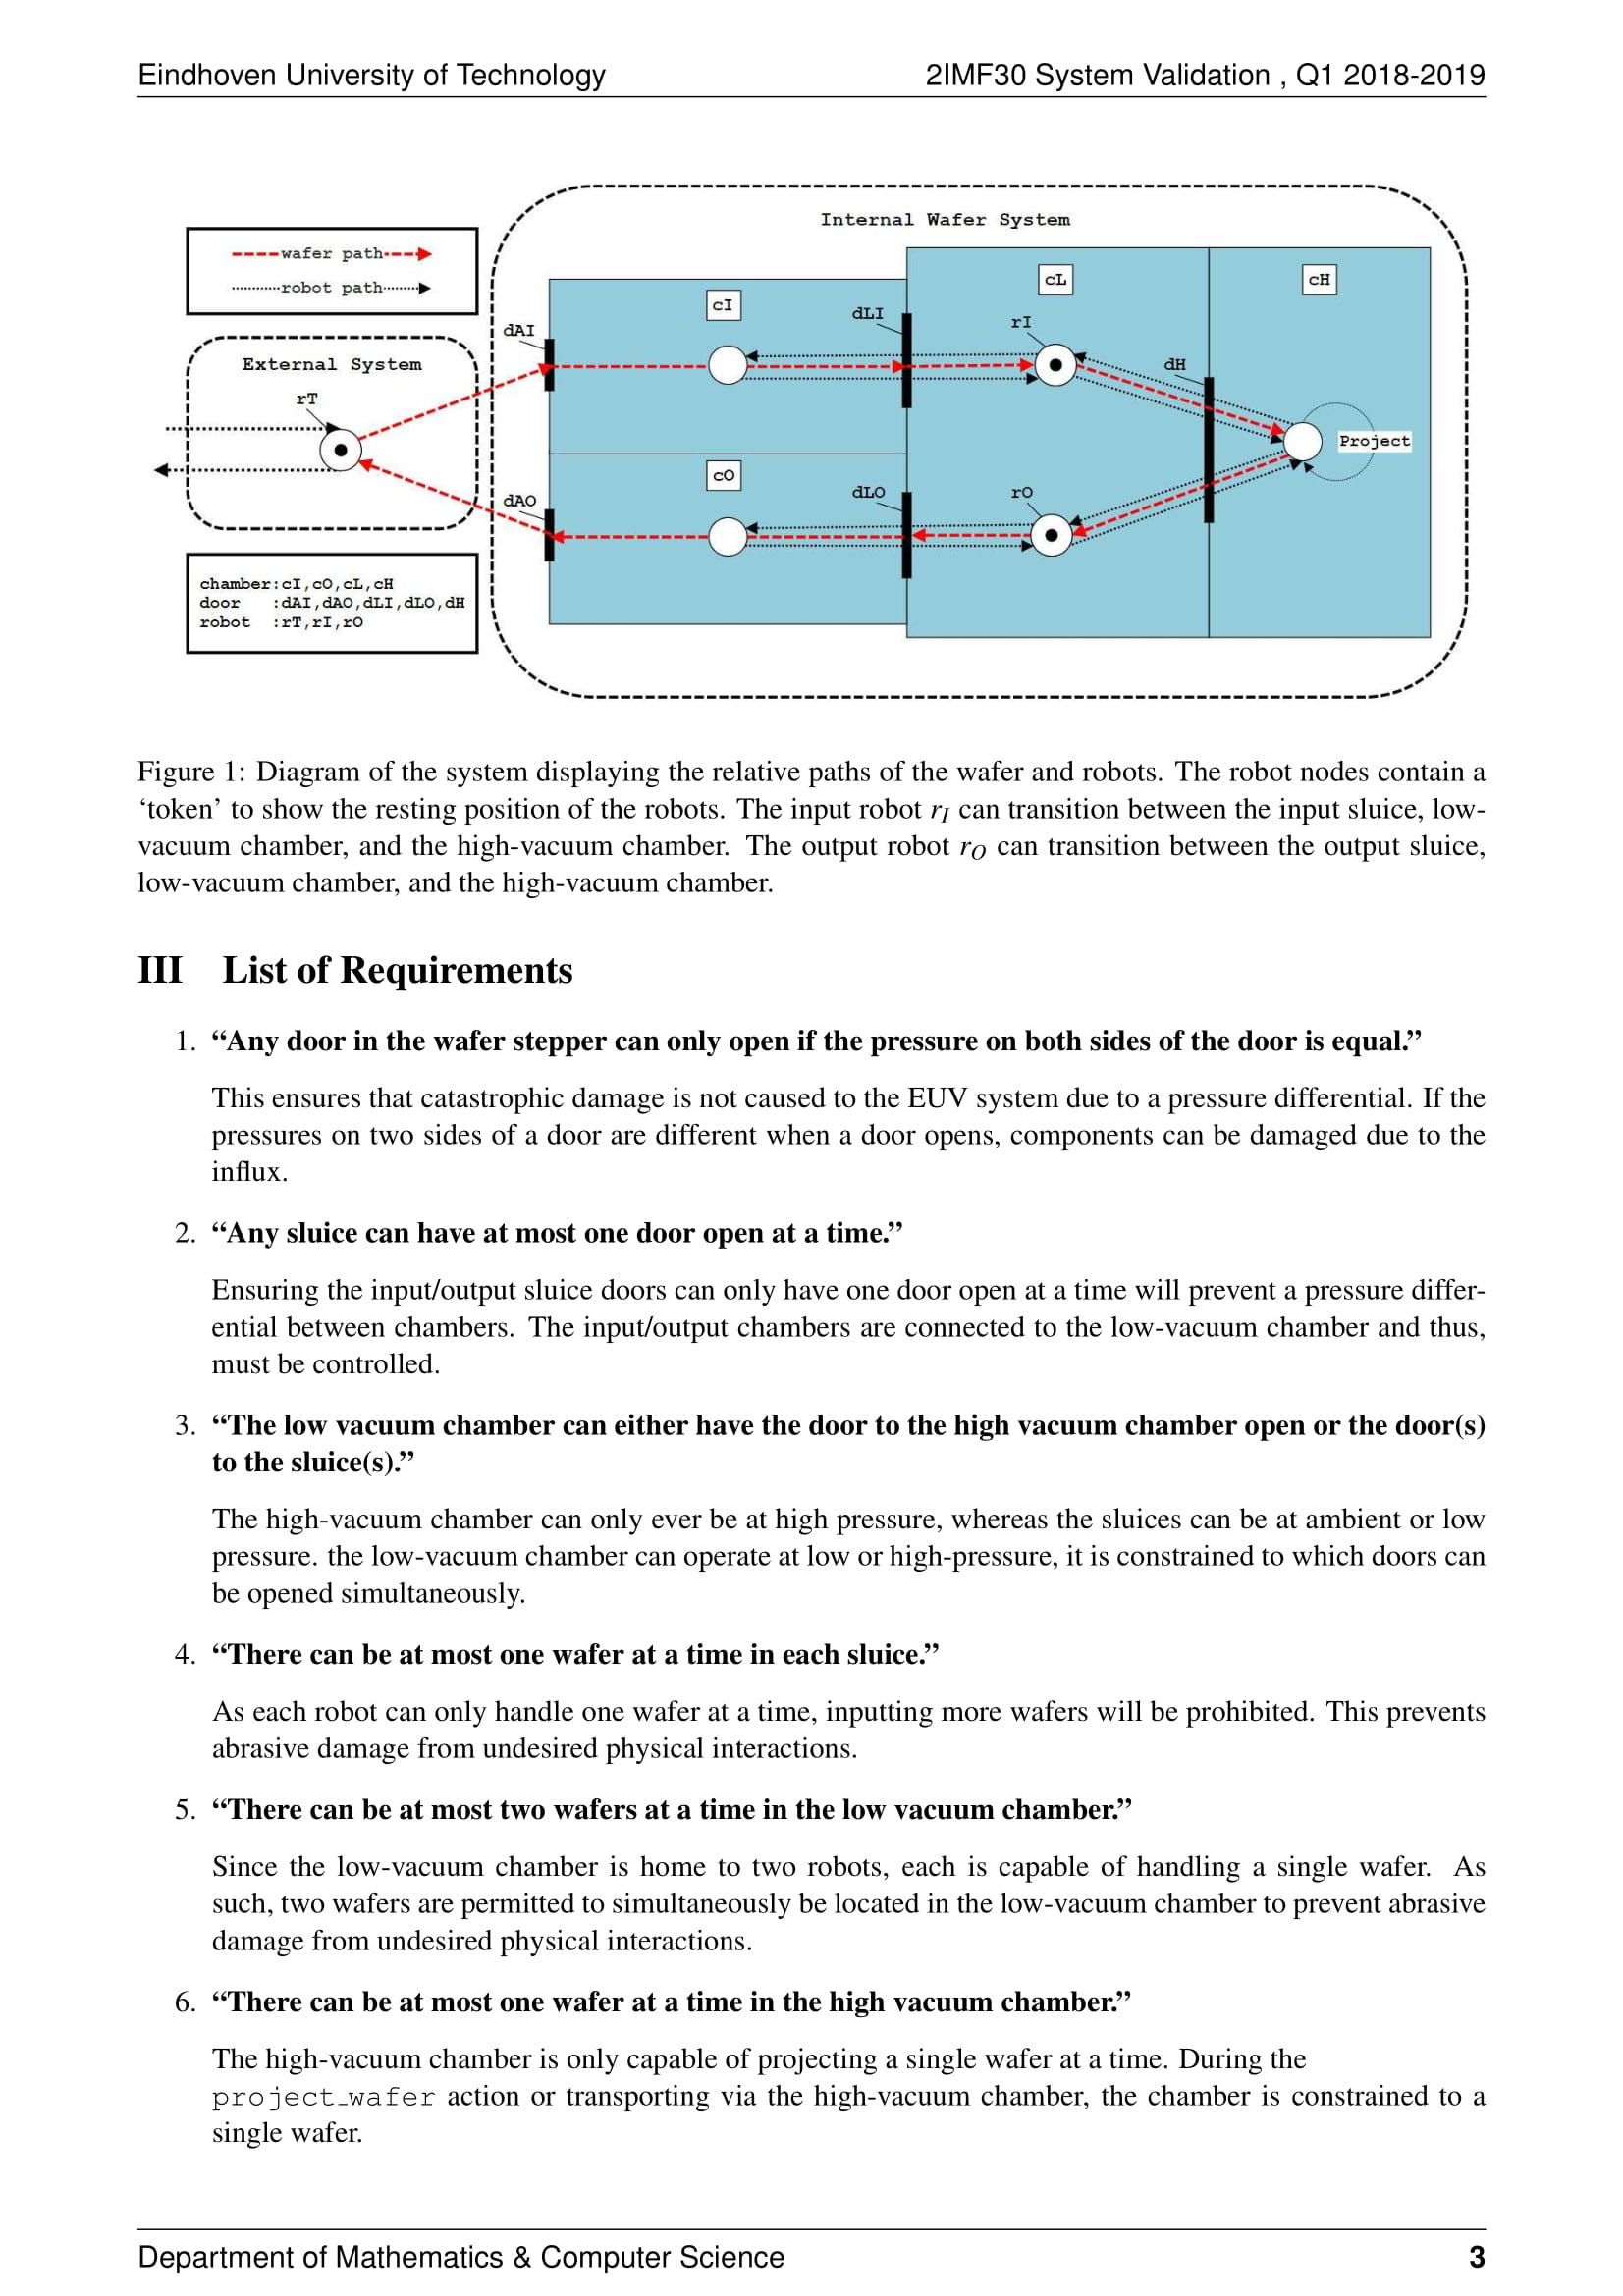 Eindhoven University of Technology 2IMF30 System Validation , Q1 2018-2019
Internal Wafer System
wafer path
robot path
cI
cL
cH
dAI
dLI
rI
dH
External System
rT
Project
cO
dAO
dLO
rO
chamber:cI,cO,cL,cH
door :dAI,dAO,dLI,dLO,dH
robot :rT,rI,rO
Figure 1: Diagram of the system displaying the relative paths of the wafer and robots. The robot nodes contain a
‘token’ to show the resting position of the robots. The input robot rI can transition between the input sluice, low-
vacuum chamber, and the high-vacuum chamber. The output robot rO can transition between the output sluice,
low-vacuum chamber, and the high-vacuum chamber.
III List of Requirements
1. “Any door in the wafer stepper can only open if the pressure on both sides of the door is equal.”
This ensures that catastrophic damage is not caused to the EUV system due to a pressure differential. If the
pressures on two sides of a door are different when a door opens, components can be damaged due to the
influx.
2. “Any sluice can have at most one door open at a time.”
Ensuring the input/output sluice doors can only have one door open at a time will prevent a pressure differ-
ential between chambers. The input/output chambers are connected to the low-vacuum chamber and thus,
must be controlled.
3. “The low vacuum chamber can either have the door to the high vacuum chamber open or the door(s)
to the sluice(s).”
The high-vacuum chamber can only ever be at high pressure, whereas the sluices can be at ambient or low
pressure. the low-vacuum chamber can operate at low or high-pressure, it is constrained to which doors can
be opened simultaneously.
4. “There can be at most one wafer at a time in each sluice.”
As each robot can only handle one wafer at a time, inputting more wafers will be prohibited. This prevents
abrasive damage from undesired physical interactions.
5. “There can be at most two wafers at a time in the low vacuum chamber.”
Since the low-vacuum chamber is home to two robots, each is capable of handling a single wafer. As
such, two wafers are permitted to simultaneously be located in the low-vacuum chamber to prevent abrasive
damage from undesired physical interactions.
6. “There can be at most one wafer at a time in the high vacuum chamber.”
The high-vacuum chamber is only capable of projecting a single wafer at a time. During the
project_wafer action or transporting via the high-vacuum chamber, the chamber is constrained to a
single wafer.
Department of Mathematics & Computer Science 3